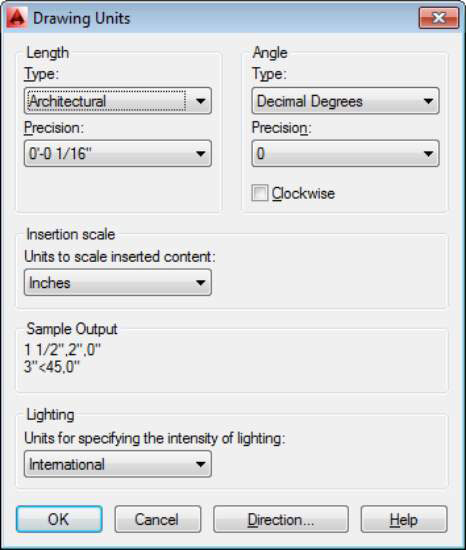 Drawing Units
Length
Type:
Architectural
Precision:
0'-0 1/16"
Angle
Type:
Decimal Degrees
Precision:
0
Clockwise
Insertion scale
Units to scale inserted content:
Inches
Sample Output
1 1/2",2",0"
3"<45,0"
Lighting
Units for specifying the intensity of lighting:
International
OK
Cancel
Direction...
Help